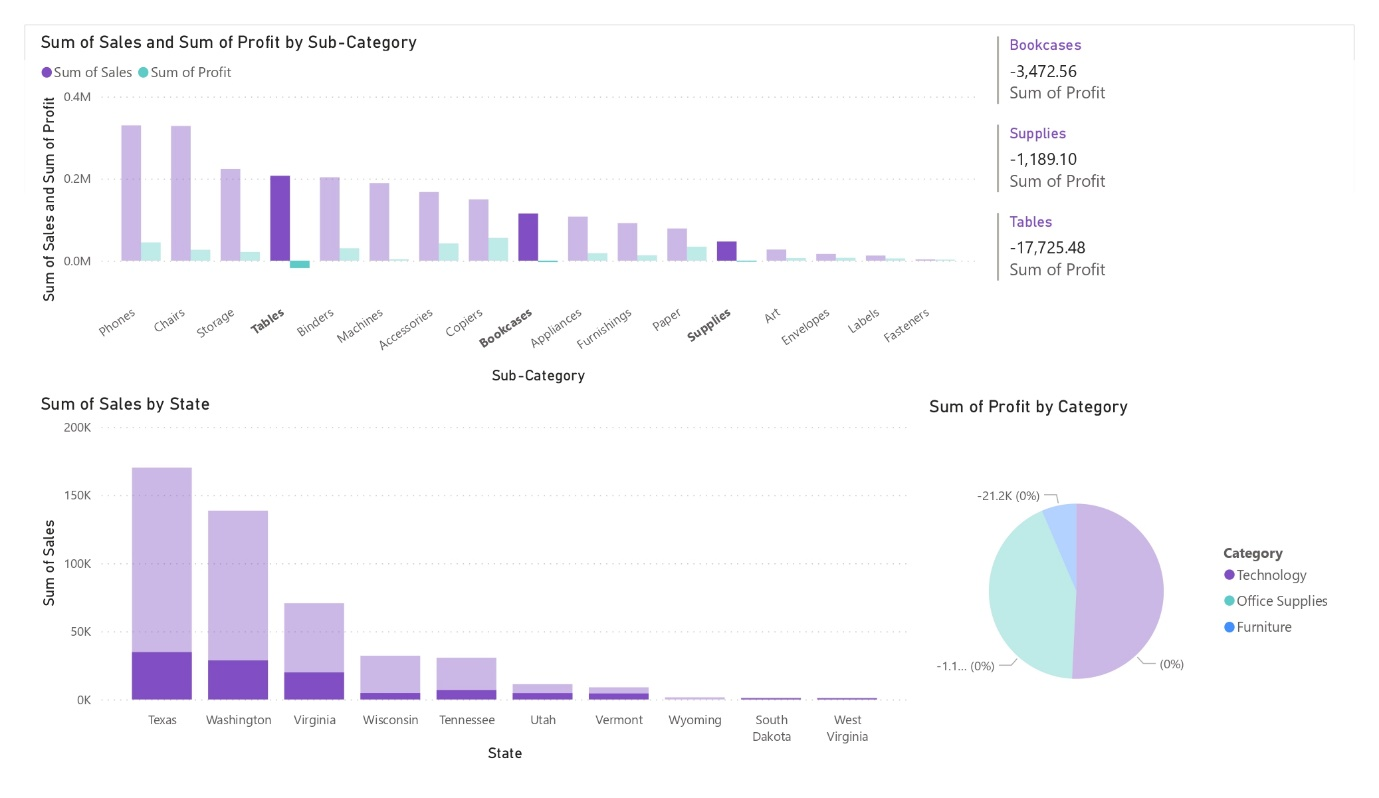 Sum of Sales and Sum of Profit by Sub-Category
Sum of Sales Sum of Profit
Sum of Sales and Sum of Profit
0.4M
0.2M
0.0M
Phones
Chairs
Storage
Tables
Binders
Machines
Accessories
Copiers
Bookcases
Appliances
Furnishings
Paper
Supplies
Art
Envelopes
Labels
Fasteners
Sub-Category
Bookcases
-3,472.56
Sum of Profit
Supplies
-1,189.10
Sum of Profit
Tables
-17,725.48
Sum of Profit
Sum of Sales by State
Sum of Sales
200K
150K
100K
50K
0K
Texas
Washington
Virginia
Wisconsin
Tennessee
Utah
Vermont
Wyoming
South
Dakota
West
Virginia
State
Sum of Profit by Category
-21.2K (0%)
-1.1... (0%)
(0%)
Category
Technology
Office Supplies
Furniture